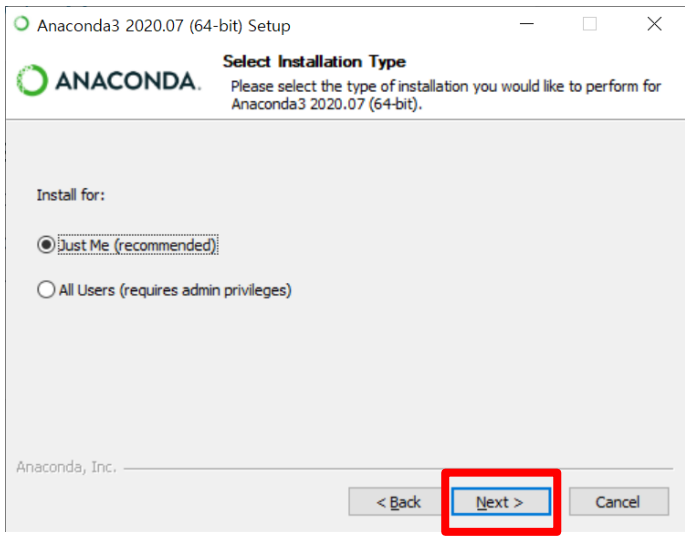 Anaconda3 2020.07 (64-bit) Setup
ANACONDA.
Select Installation Type
Please select the type of installation you would like to perform for
Anaconda3 2020.07 (64-bit).
Install for:
Just Me (recommended)
All Users (requires admin privileges)
Anaconda, Inc.
< Back
Next >
Cancel